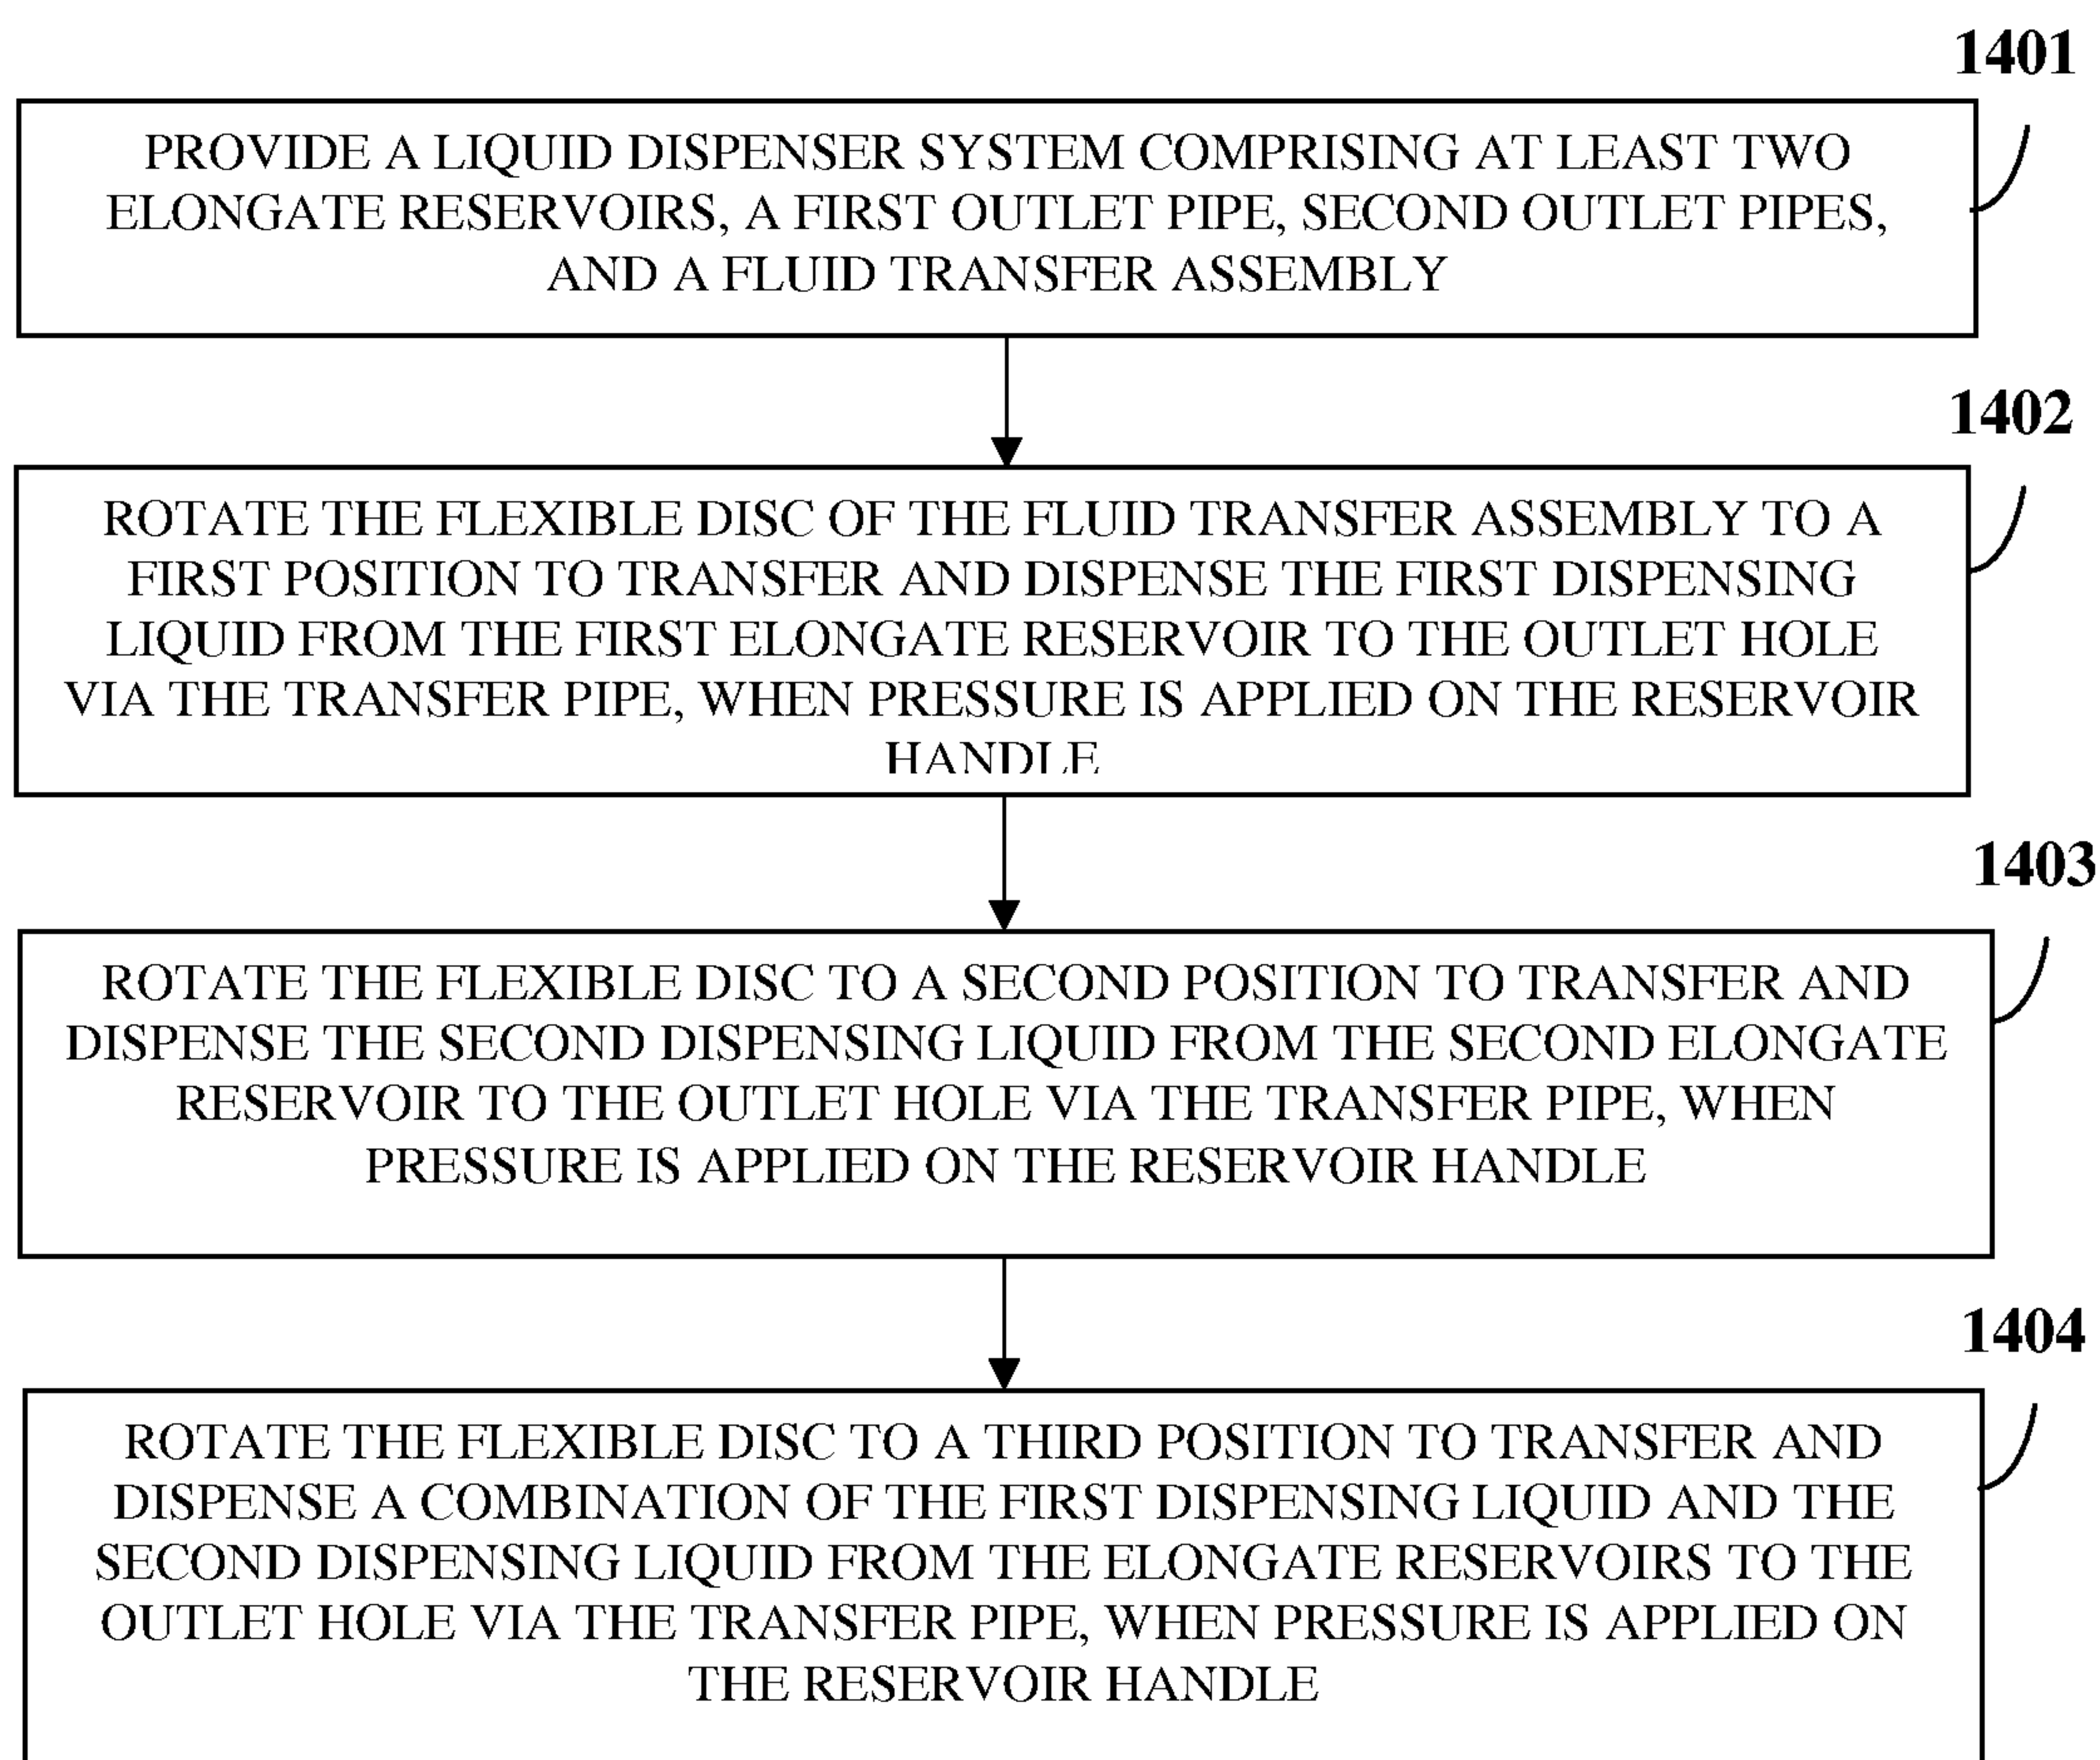 1401
PROVIDE A LIQUID DISPENSER SYSTEM COMPRISING AT LEAST TWO
ELONGATE RESERVOIRS, A FIRST OUTLET PIPE, SECOND OUTLET PIPES,
AND A FLUID TRANSFER ASSEMBLY
1402
ROTATE THE FLEXIBLE DISC OF THE FLUID TRANSFER ASSEMBLY TO A
FIRST POSITION TO TRANSFER AND DISPENSE THE FIRST DISPENSING
LIQUID FROM THE FIRST ELONGATE RESERVOIR TO THE OUTLET HOLE
VIA THE TRANSFER PIPE, WHEN PRESSURE IS APPLIED ON THE RESERVOIR
HANDLE
1403
ROTATE THE FLEXIBLE DISC TO A SECOND POSITION TO TRANSFER AND
DISPENSE THE SECOND DISPENSING LIQUID FROM THE SECOND ELONGATE
RESERVOIR TO THE OUTLET HOLE VIA THE TRANSFER PIPE, WHEN
PRESSURE IS APPLIED ON THE RESERVOIR HANDLE
1404
ROTATE THE FLEXIBLE DISC TO A THIRD POSITION TO TRANSFER AND
DISPENSE A COMBINATION OF THE FIRST DISPENSING LIQUID AND THE
SECOND DISPENSING LIQUID FROM THE ELONGATE RESERVOIRS TO THE
OUTLET HOLE VIA THE TRANSFER PIPE, WHEN PRESSURE IS APPLIED ON
THE RESERVOIR HANDLE